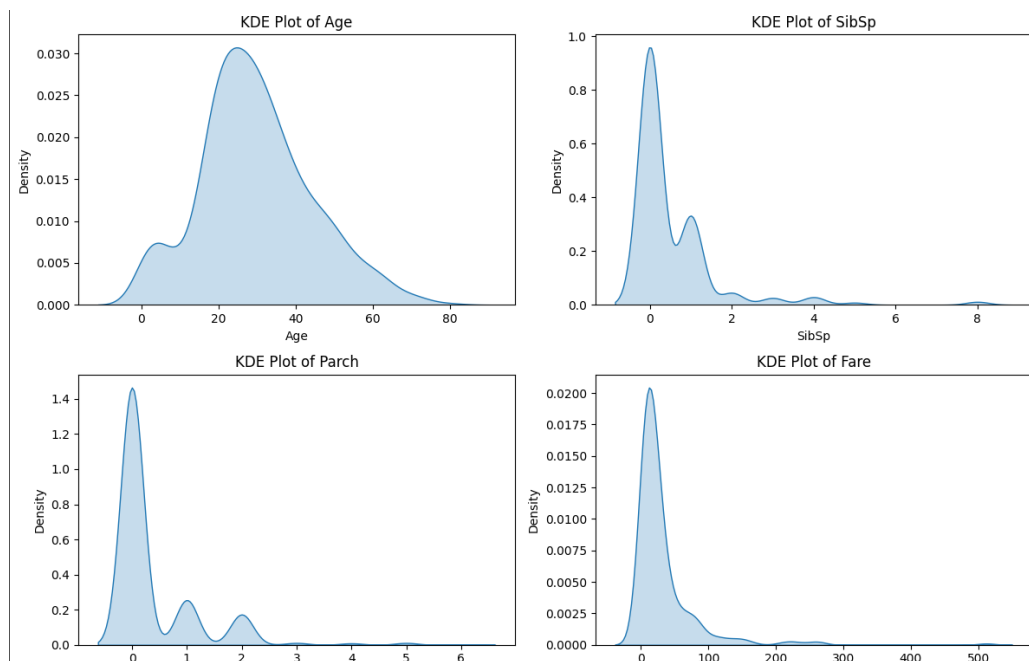 KDE Plot of Age
0.030
0.025
0.020
0.015
0.010
0.005
0.000
Density
0 20 40 60 80
Age
KDE Plot of SibSp
1.0
0.8
0.6
0.4
0.2
0.0
Density
0 2 4 6 8
SibSp
KDE Plot of Parch
1.4
1.2
1.0
0.8
0.6
0.4
0.2
0.0
Density
0 1 2 3 4 5 6
KDE Plot of Fare
0.0200
0.0175
0.0150
0.0125
0.0100
0.0075
0.0050
0.0025
0.0000
Density
0 100 200 300 400 500